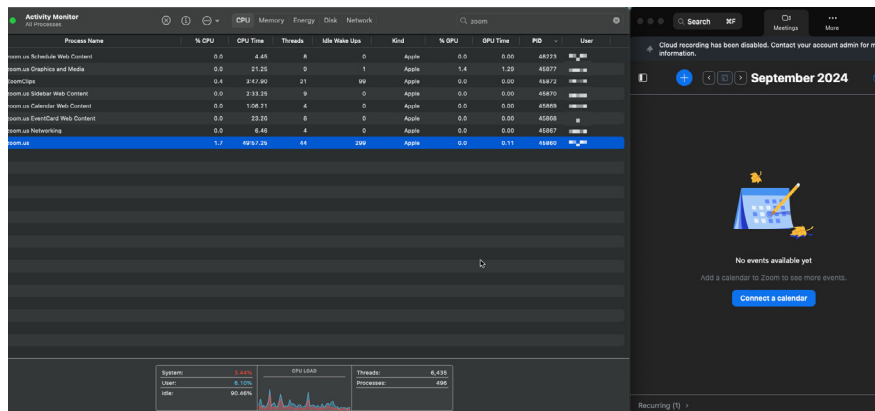 Activity Monitor
All Processes
CPU Memory Energy Disk Network
zoom
Process Name % CPU CPU Time Threads Idle Wake Ups Kind % GPU GPU Time PID User
zoom.us Schedule Web Content 0.0 4.45 8 0 Apple 0.0 0.00 46223
zoom.us Graphics and Media 0.0 21.25 9 1 Apple 1.4 1.29 45877
ZoomClips 0.4 3:47.90 21 99 Apple 0.0 0.00 45872
zoom.us Sidebar Web Content 0.0 2:33.25 9 0 Apple 0.0 0.00 45870
zoom.us Calendar Web Content 0.0 1:06.21 4 0 Apple 0.0 0.00 45869
zoom.us EventCard Web Content 0.0 23.26 6 0 Apple 0.0 0.00 45868
zoom.us Networking 0.0 6.46 4 0 Apple 0.0 0.00 45867
zoom.us 1.7 49:57.25 44 299 Apple 0.0 0.11 45860
System: 3.44%
User: 6.10%
Idle: 90.46%
CPU LOAD
Threads: 6,435
Processes: 496
Search ⌘F
Meetings
More
Cloud recording has been disabled. Contact your account admin for
information.
September 2024
No events available yet
Add a calendar to Zoom to see more events.
Connect a calendar
Recurring (1) ›